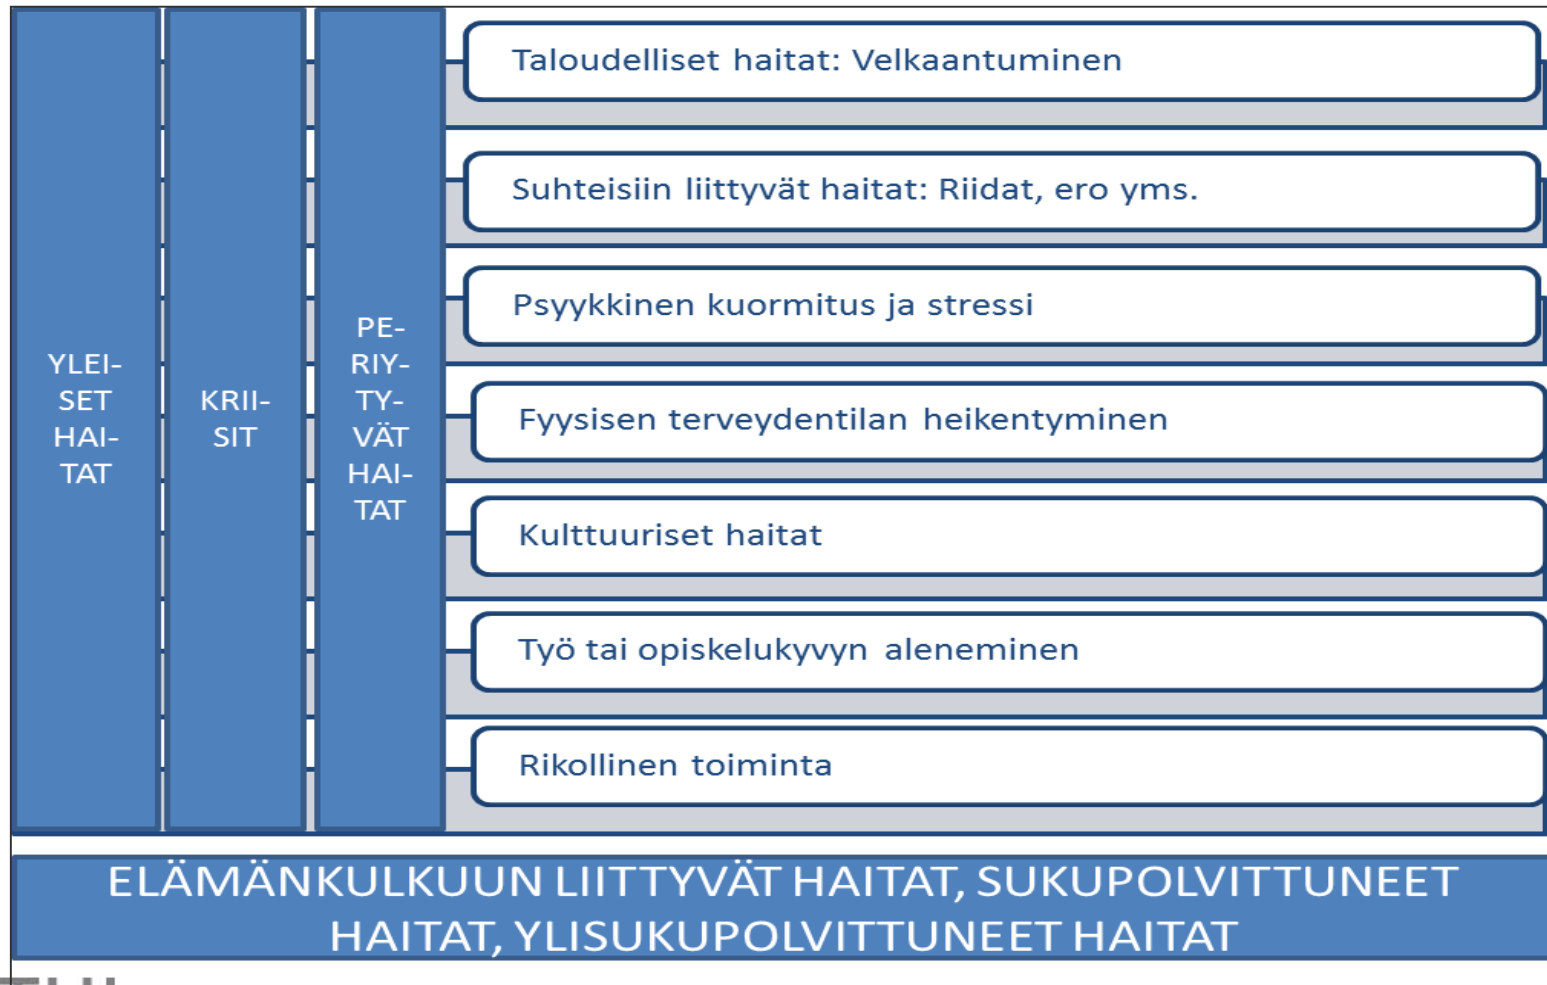 YLEI-
SET
HAI-
TAT
KRII-
SIT
PE-
RIY-
TY-
VÄT
HAI-
TAT
Taloudelliset haitat: Velkaantuminen
Suhteisiin liittyvät haitat: Riidat, ero yms.
Psyykkinen kuormitus ja stressi
Fyysisen terveydentilan heikentyminen
Kulttuuriset haitat
Työ tai opiskelukyvyn aleneminen
Rikollinen toiminta
ELÄMÄNKULKUUN LIITTYVÄT HAITAT, SUKUPOLVITTUNEET
HAITAT, YLISUKUPOLVITTUNEET HAITAT